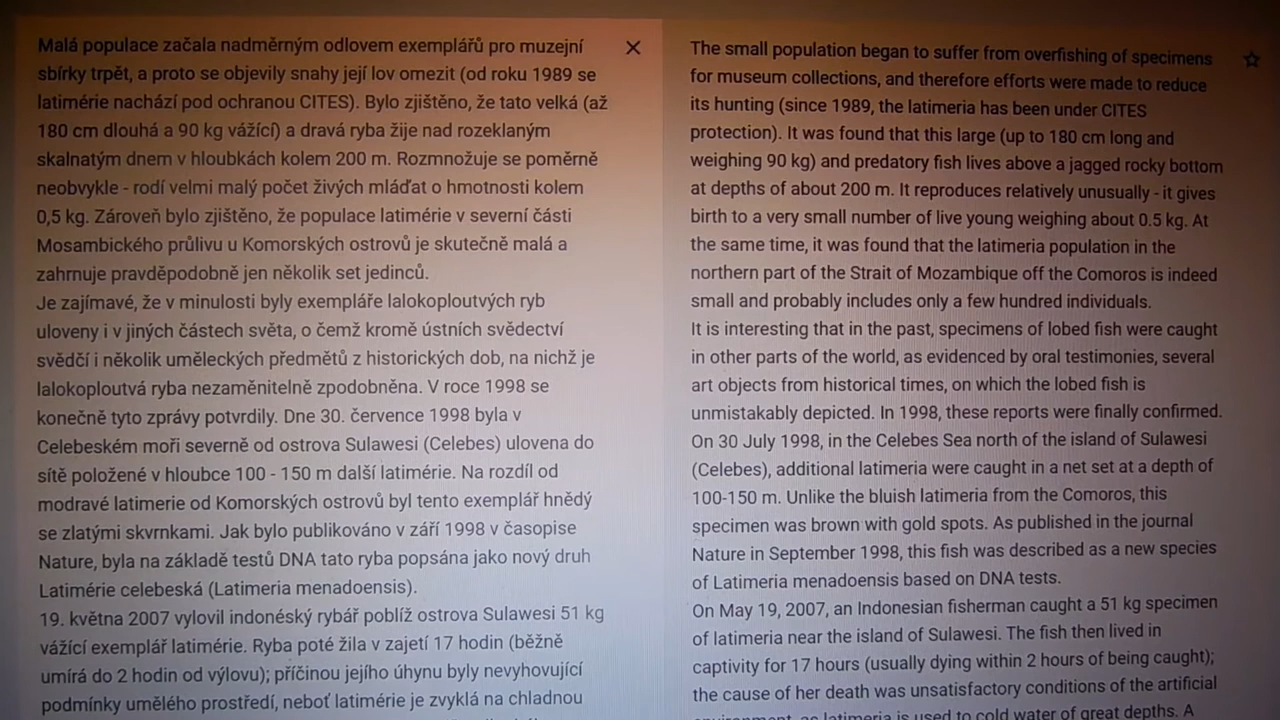 Malá populace začala nadměrným odlovem exemplářů pro muzejní
sbírky trpět, a proto se objevily snahy její lov omezit (od roku 1989 se
latimérie nachází pod ochranou CITES). Bylo zjištěno, že tato velká (až
180 cm dlouhá a 90 kg vážící) a dravá ryba žije nad rozeklaným
skalnatým dnem v hloubkách kolem 200 m. Rozmnožuje se poměrně
neobvykle - rodí velmi malý počet živých mláďat o hmotnosti kolem
0,5 kg. Zároveň bylo zjištěno, že populace latimérie v severní části
Mosambického průlivu u Komorských ostrovů je skutečně malá a
zahrnuje pravděpodobně jen několik set jedinců.
Je zajímavé, že v minulosti byly exempláře lalokoploutvých ryb
uloveny i v jiných částech světa, o čemž kromě ústních svědectví
svědčí i několik uměleckých předmětů z historických dob, na nichž je
lalokoploutvá ryba nezaměnitelně zpodobněna. V roce 1998 se
konečně tyto zprávy potvrdily. Dne 30. července 1998 byla v
Celebeském moři severně od ostrova Sulawesi (Celebes) ulovena do
sítě položené v hloubce 100 - 150 m další latimérie. Na rozdíl od
modravé latimerie od Komorských ostrovů byl tento exemplář hnědý
se zlatými skvrnkami. Jak bylo publikováno v září 1998 v časopise
Nature, byla na základě testů DNA tato ryba popsána jako nový druh
Latimérie celebeská (Latimeria menadoensis).
19. května 2007 vylovil indonéský rybář poblíž ostrova Sulawesi 51 kg
vážící exemplář latimérie. Ryba poté žila v zajetí 17 hodin (běžně
umírá do 2 hodin od výlovu); příčinou jejího úhynu byly nevyhovující
podmínky umělého prostředí, neboť latimérie je zvyklá na chladnou
The small population began to suffer from overfishing of specimens
for museum collections, and therefore efforts were made to reduce
its hunting (since 1989, the latimeria has been under CITES
protection). It was found that this large (up to 180 cm long and
weighing 90 kg) and predatory fish lives above a jagged rocky bottom
at depths of about 200 m. It reproduces relatively unusually - it gives
birth to a very small number of live young weighing about 0.5 kg. At
the same time, it was found that the latimeria population in the
northern part of the Strait of Mozambique off the Comoros is indeed
small and probably includes only a few hundred individuals.
It is interesting that in the past, specimens of lobed fish were caught
in other parts of the world, as evidenced by oral testimonies, several
art objects from historical times, on which the lobed fish is
unmistakably depicted. In 1998, these reports were finally confirmed.
On 30 July 1998, in the Celebes Sea north of the island of Sulawesi
(Celebes), additional latimeria were caught in a net set at a depth of
100-150 m. Unlike the bluish latimeria from the Comoros, this
specimen was brown with gold spots. As published in the journal
Nature in September 1998, this fish was described as a new species
of Latimeria menadoensis based on DNA tests.
On May 19, 2007, an Indonesian fisherman caught a 51 kg specimen
of latimeria near the island of Sulawesi. The fish then lived in
captivity for 17 hours (usually dying within 2 hours of being caught);
the cause of her death was unsatisfactory conditions of the artificial
environment, as latimeria is used to cold water of great depths. A